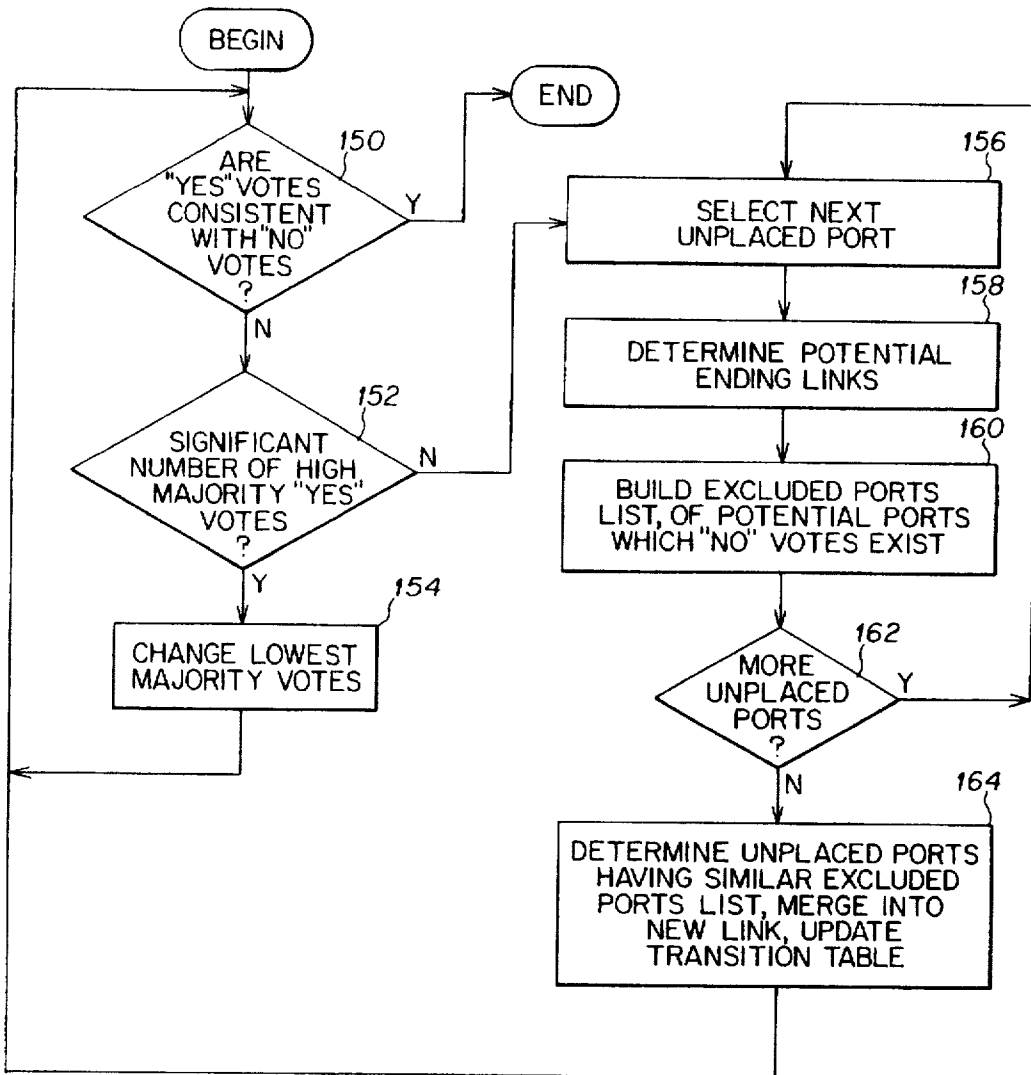 BEGIN
END
150
ARE
"YES" VOTES
CONSISTENT
WITH "NO"
VOTES
?
Y
N
152
SIGNIFICANT
NUMBER OF HIGH
MAJORITY "YES"
VOTES
?
N
Y
154
CHANGE LOWEST
MAJORITY VOTES
156
SELECT NEXT
UNPLACED PORT
158
DETERMINE POTENTIAL
ENDING LINKS
160
BUILD EXCLUDED PORTS
LIST, OF POTENTIAL PORTS
WHICH "NO" VOTES EXIST
162
MORE
UNPLACED
PORTS
?
Y
N
164
DETERMINE UNPLACED PORTS
HAVING SIMILAR EXCLUDED
PORTS LIST, MERGE INTO
NEW LINK, UPDATE
TRANSITION TABLE